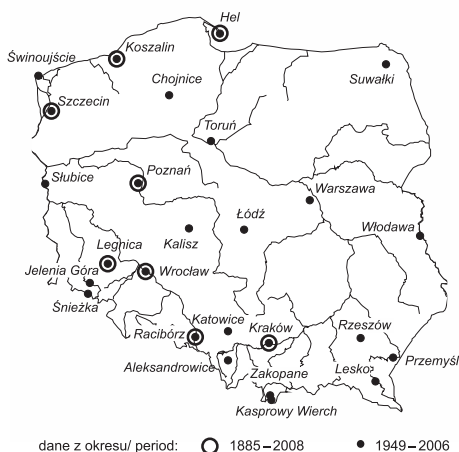 Hel
Koszalin
Świnoujście
Chojnice
Suwałki
Szczecin
Toruń
Słubice
Poznań
Warszawa
Kalisz
Łódź
Włodawa
Legnica
Jelenia Góra
Wrocław
Śnieżka
Katowice
Kraków
Rzeszów
Racibórz
Przemyśl
Aleksandrowice
Zakopane
Lesko
Kasprowy Wierch
dane z okresu/ period: 1885–2008 1949–2006